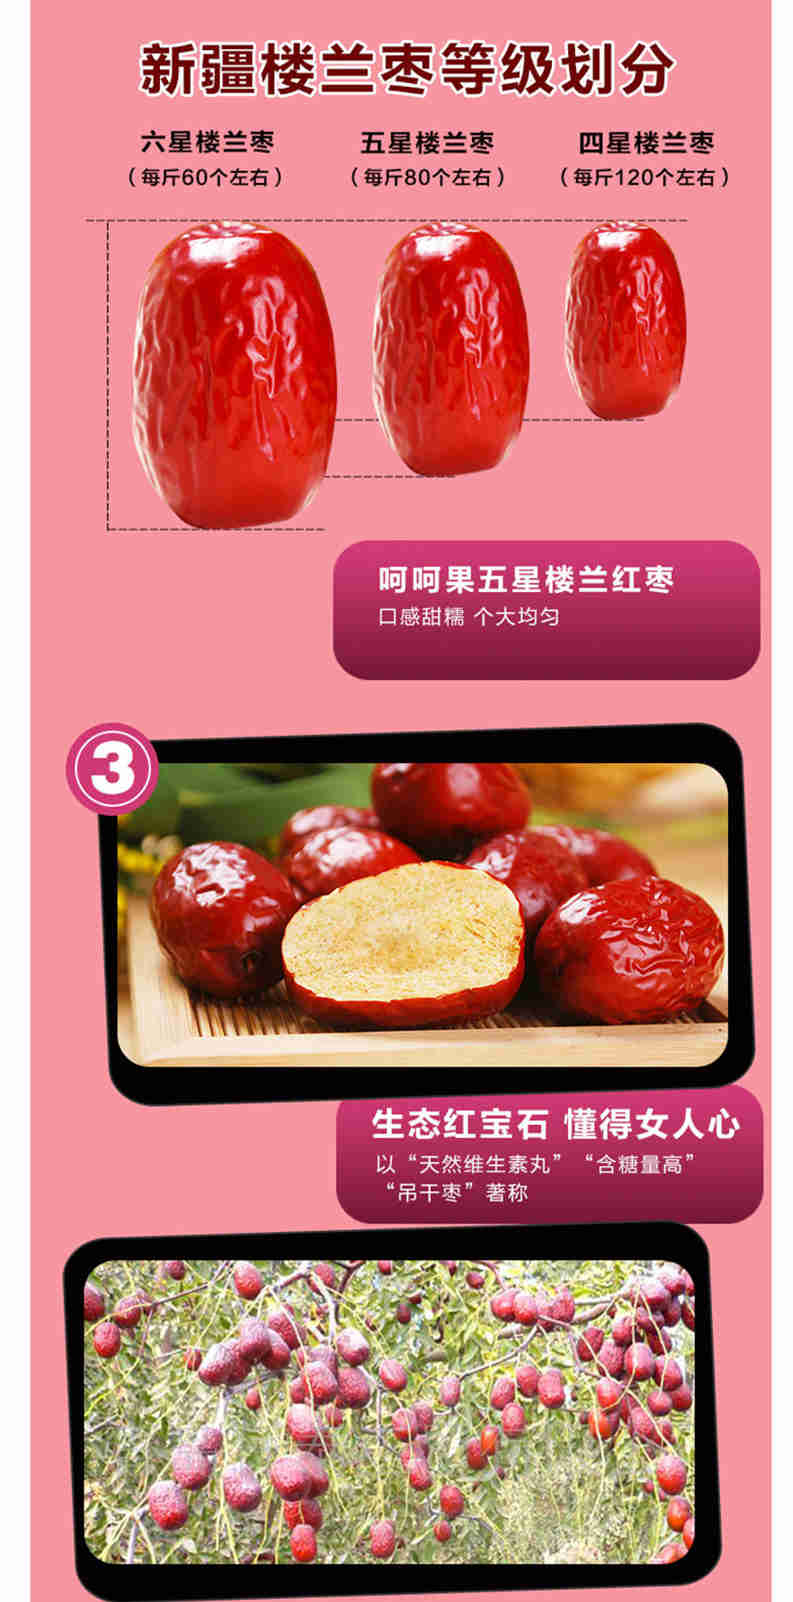 新疆楼兰枣等级划分
六星楼兰枣 五星楼兰枣 四星楼兰枣
（每斤60个左右） （每斤80个左右） （每斤120个左右）
呵呵果五星楼兰红枣
口感甜糯 个大均匀
3
生态红宝石 懂得女人心
以“天然维生素丸”“含糖量高”
“吊干枣”著称